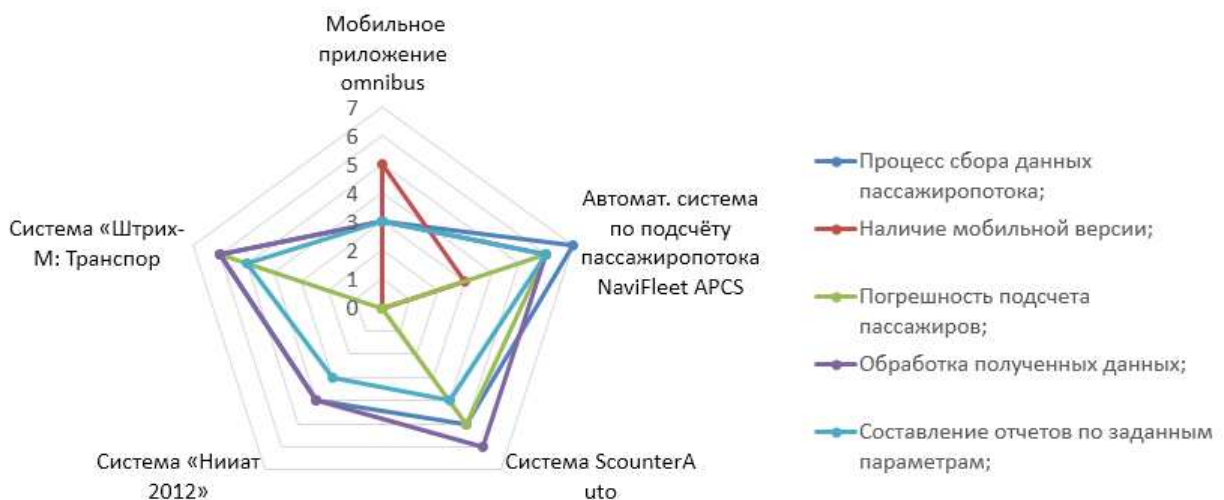 Мобильное
приложение
omnibus
7
6
5
4
3
2
1
0
Автомат. система
по подсчёту
пассажиропотока
NaviFleet APCS
Система ScounterA
uto
Система «Нииат
2012»
Система «Штрих-
М: Транспор
Процесс сбора данных
пассажиропотока;
Наличие мобильной версии;
Погрешность подсчета
пассажиров;
Обработка полученных данных;
Составление отчетов по заданным
параметрам;